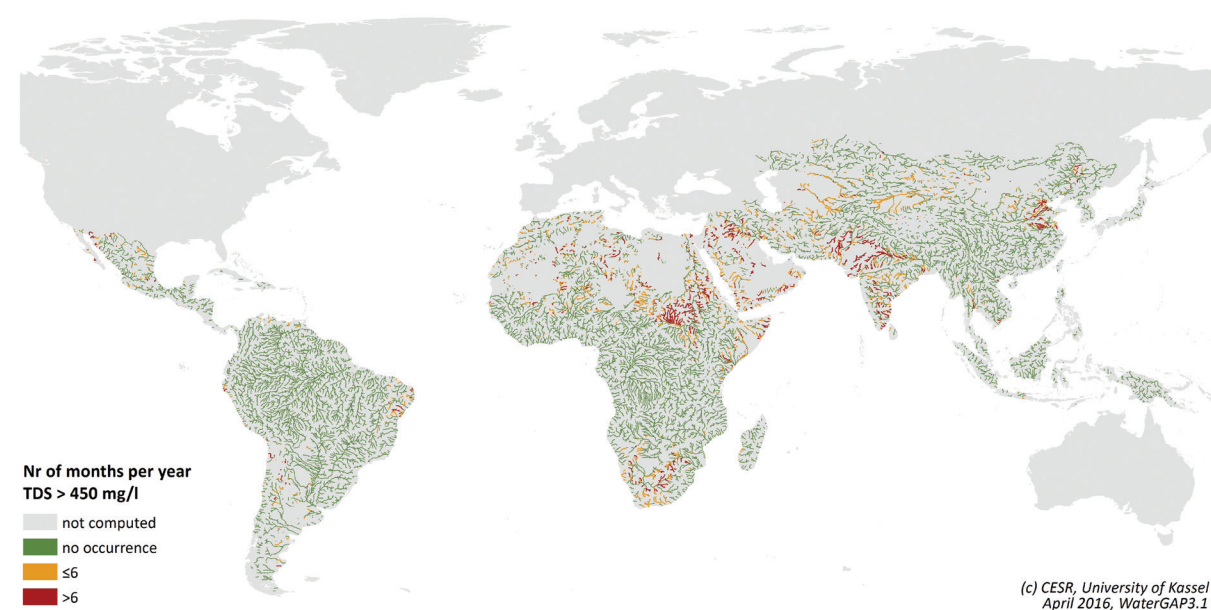 Nr of months per year
TDS > 450 mg/l
not computed
no occurrence
≤6
>6
(c) CESR, University of Kassel
April 2016, WaterGAP3.1